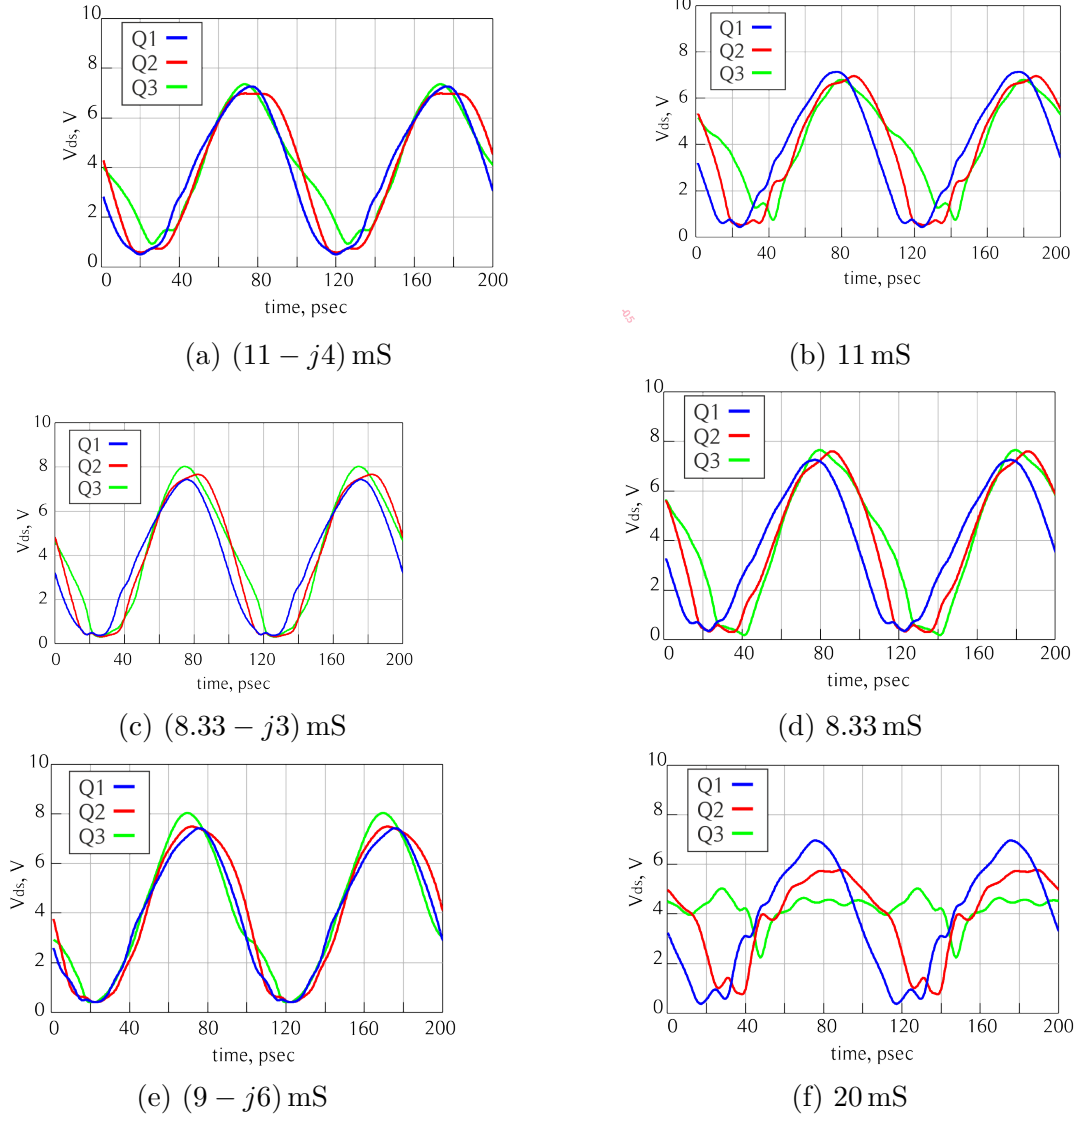 10
8
6
4
2
0
Vds, V
Q1
Q2
Q3
0 40 80 120 160 200
time, psec
(a) (11 − j4) mS
10
8
6
4
2
0
Vds, V
Q1
Q2
Q3
0 40 80 120 160 200
time, psec
-0.5
(b) 11 mS
10
8
6
4
2
0
Vds, V
Q1
Q2
Q3
0 40 80 120 160 200
time, psec
(c) (8.33 − j3) mS
10
8
6
4
2
0
Vds, V
Q1
Q2
Q3
0 40 80 120 160 200
time, psec
(d) 8.33 mS
10
8
6
4
2
0
Vds, V
Q1
Q2
Q3
0 40 80 120 160 200
time, psec
(e) (9 − j6) mS
10
8
6
4
2
0
Vds, V
Q1
Q2
Q3
0 40 80 120 160 200
time, psec
(f) 20 mS